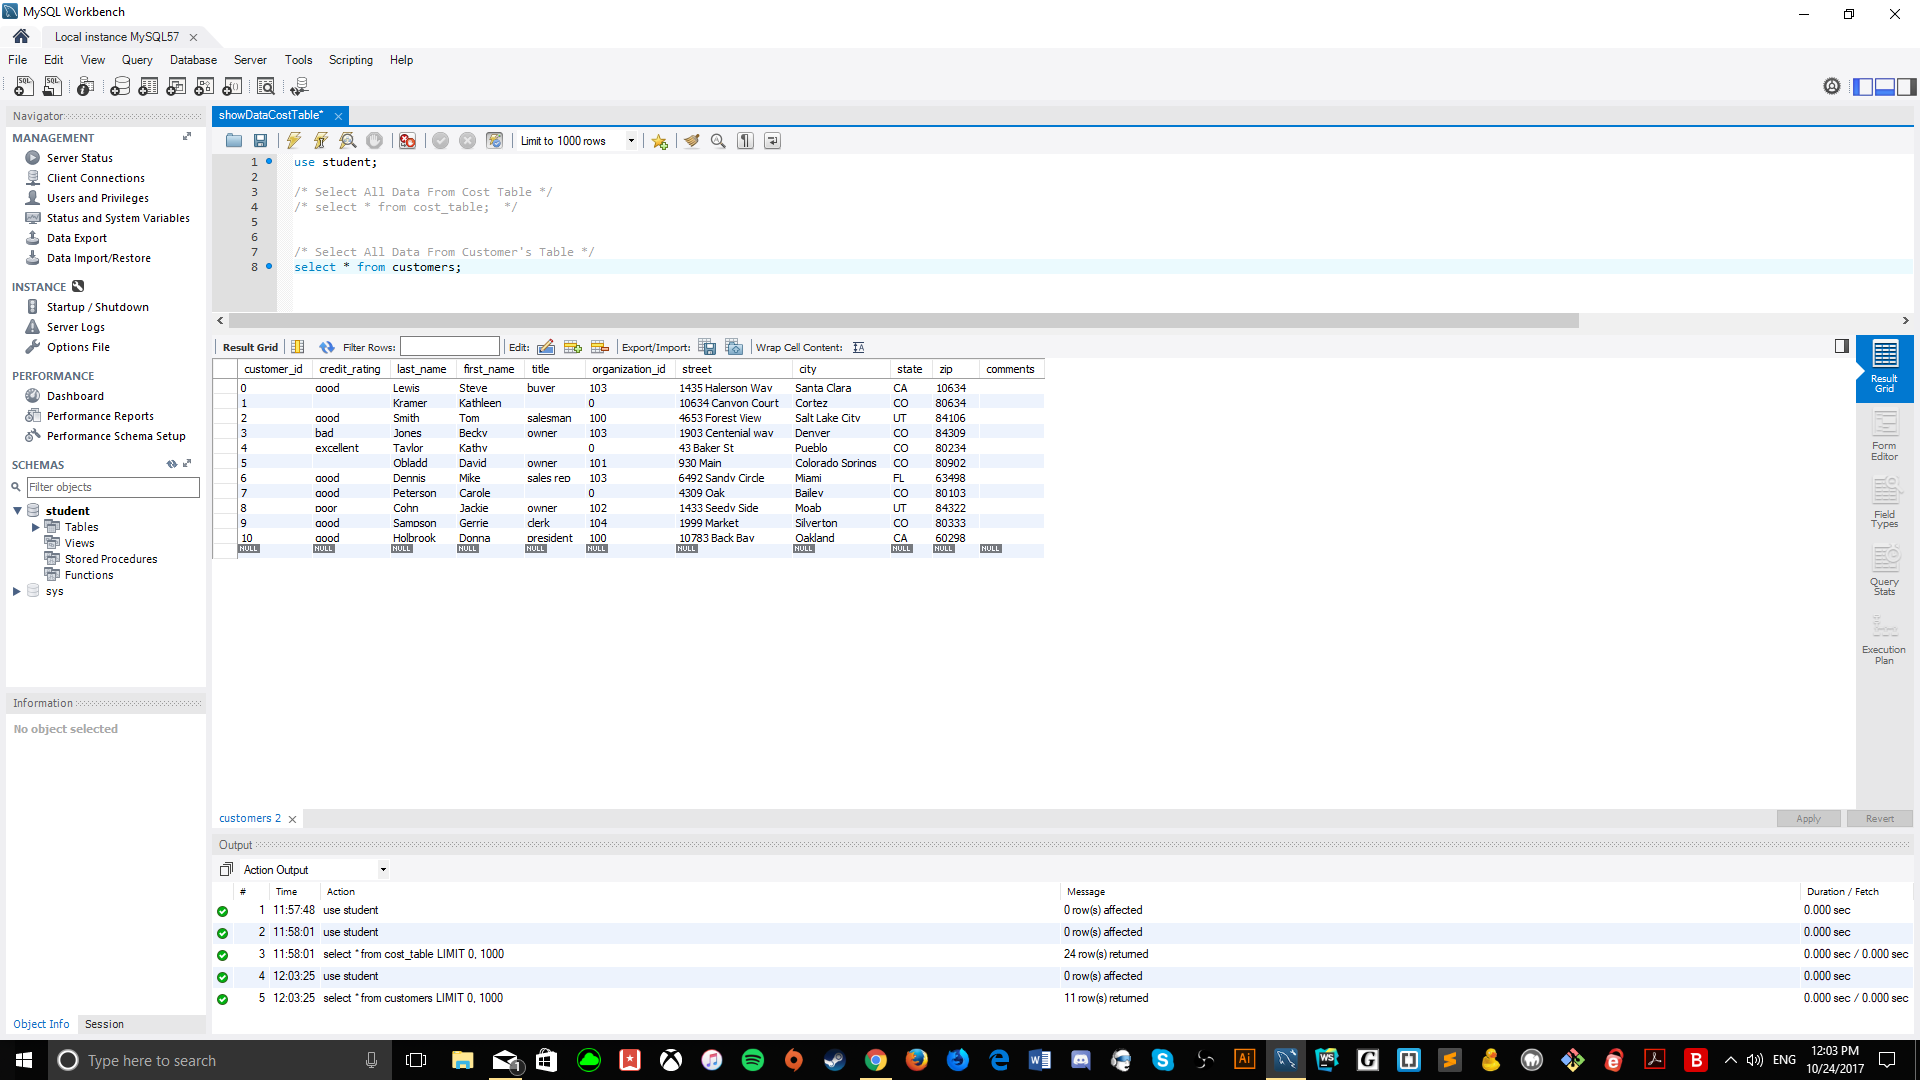 MySQL Workbench
Local instance MySQL57
File Edit View Query Database Server Tools Scripting Help
Navigator
MANAGEMENT
Server Status
Client Connections
Users and Privileges
Status and System Variables
Data Export
Data Import/Restore
INSTANCE
Startup / Shutdown
Server Logs
Options File
PERFORMANCE
Dashboard
Performance Reports
Performance Schema Setup
SCHEMAS
Filter objects
student
Tables
Views
Stored Procedures
Functions
sys
Information
No object selected
Object Info Session
showDataCostTable*
Limit to 1000 rows
1 use student;
2
3 /* Select All Data From Cost Table */
4 /* select * from cost_table;  */
5
6
7 /* Select All Data From Customer's Table */
8 select * from customers;
Result Grid Filter Rows: Edit: Export/Import: Wrap Cell Content:
customer_id credit_rating last_name first_name title organization_id street city state zip comments
0 good Lewis Steve buyer 103 1435 Halerson Way Santa Clara CA 10634
1 Kramer Kathleen 0 10634 Canyon Court Cortez CO 80634
2 good Smith Tom salesman 100 4653 Forest View Salt Lake City UT 84106
3 bad Jones Becky owner 103 1903 Centenial way Denver CO 84309
4 excellent Taylor Kathy 0 43 Baker St Pueblo CO 80234
5 Obladd David owner 101 930 Main Colorado Springs CO 80902
6 good Dennis Mike sales rep 103 6492 Sandy Circle Miami FL 63498
7 good Peterson Carole 0 4309 Oak Bailey CO 80103
8 poor Cohn Jackie owner 102 1433 Seedy Side Moab UT 84322
9 good Sampson Gerrie clerk 104 1999 Market Silverton CO 80333
10 good Holbrook Donna president 100 10783 Back Bay Oakland CA 60298
NULL NULL NULL NULL NULL NULL NULL NULL NULL NULL NULL
Result Grid
Form Editor
Field Types
Query Stats
Execution Plan
customers 2
Apply Revert
Output
Action Output
# Time Action Message Duration / Fetch
1 11:57:48 use student 0 row(s) affected 0.000 sec
2 11:58:01 use student 0 row(s) affected 0.000 sec
3 11:58:01 select * from cost_table LIMIT 0, 1000 24 row(s) returned 0.000 sec / 0.000 sec
4 12:03:25 use student 0 row(s) affected 0.000 sec
5 12:03:25 select * from customers LIMIT 0, 1000 11 row(s) returned 0.000 sec / 0.000 sec
Type here to search
1
Ai
WS
G
B
ENG
12:03 PM
10/24/2017